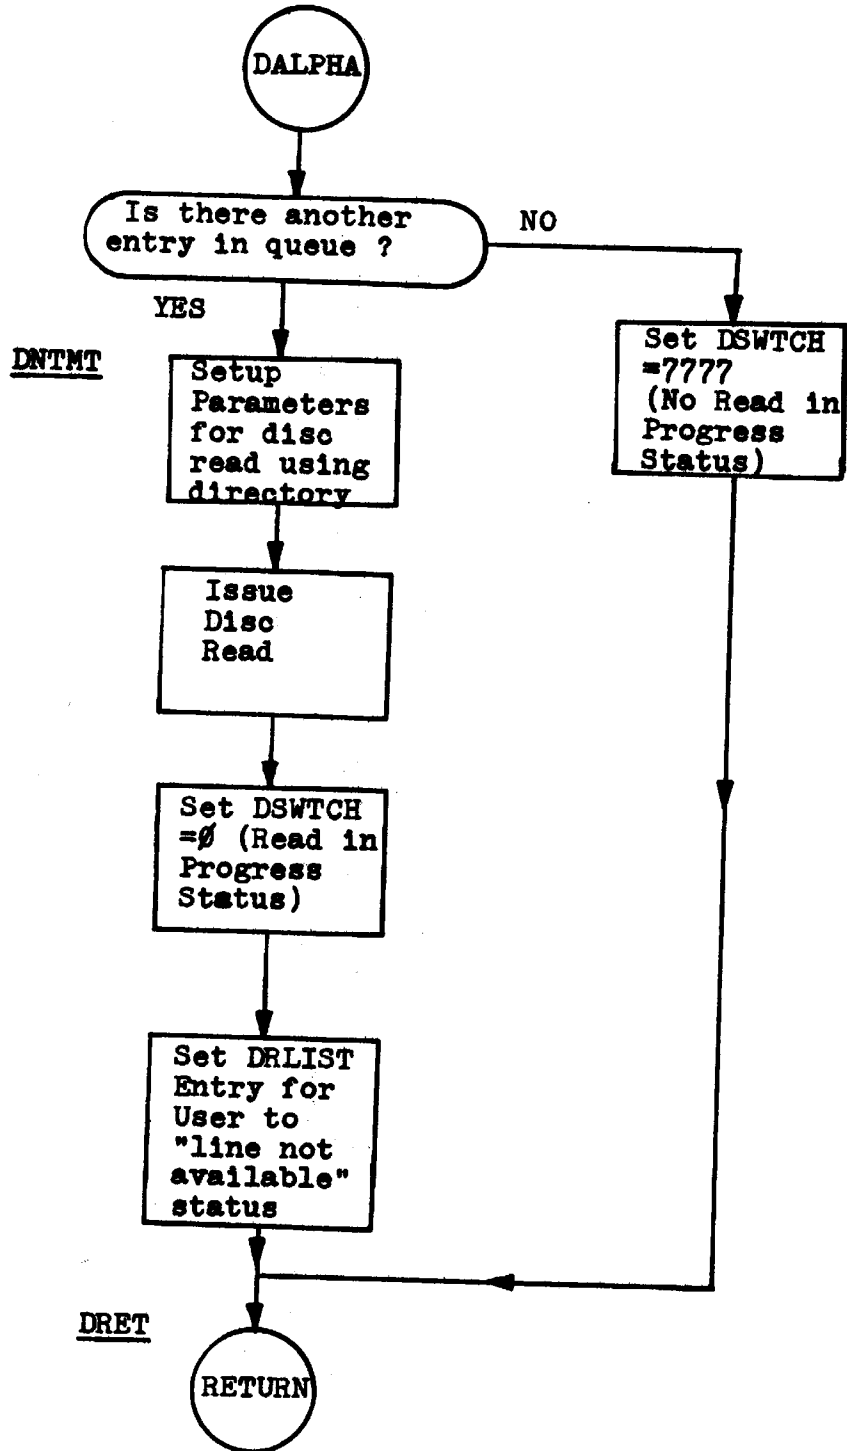 DALPHA
Is there another
entry in queue ?
NO
YES
DNTMT
Setup
Parameters
for disc
read using
directory
Set DSWTCH
=7777
(No Read in
Progress
Status)
Issue
Disc
Read
Set DSWTCH
=Ø (Read in
Progress
Status)
Set DRLIST
Entry for
User to
"line not
available"
status
DRET
RETURN